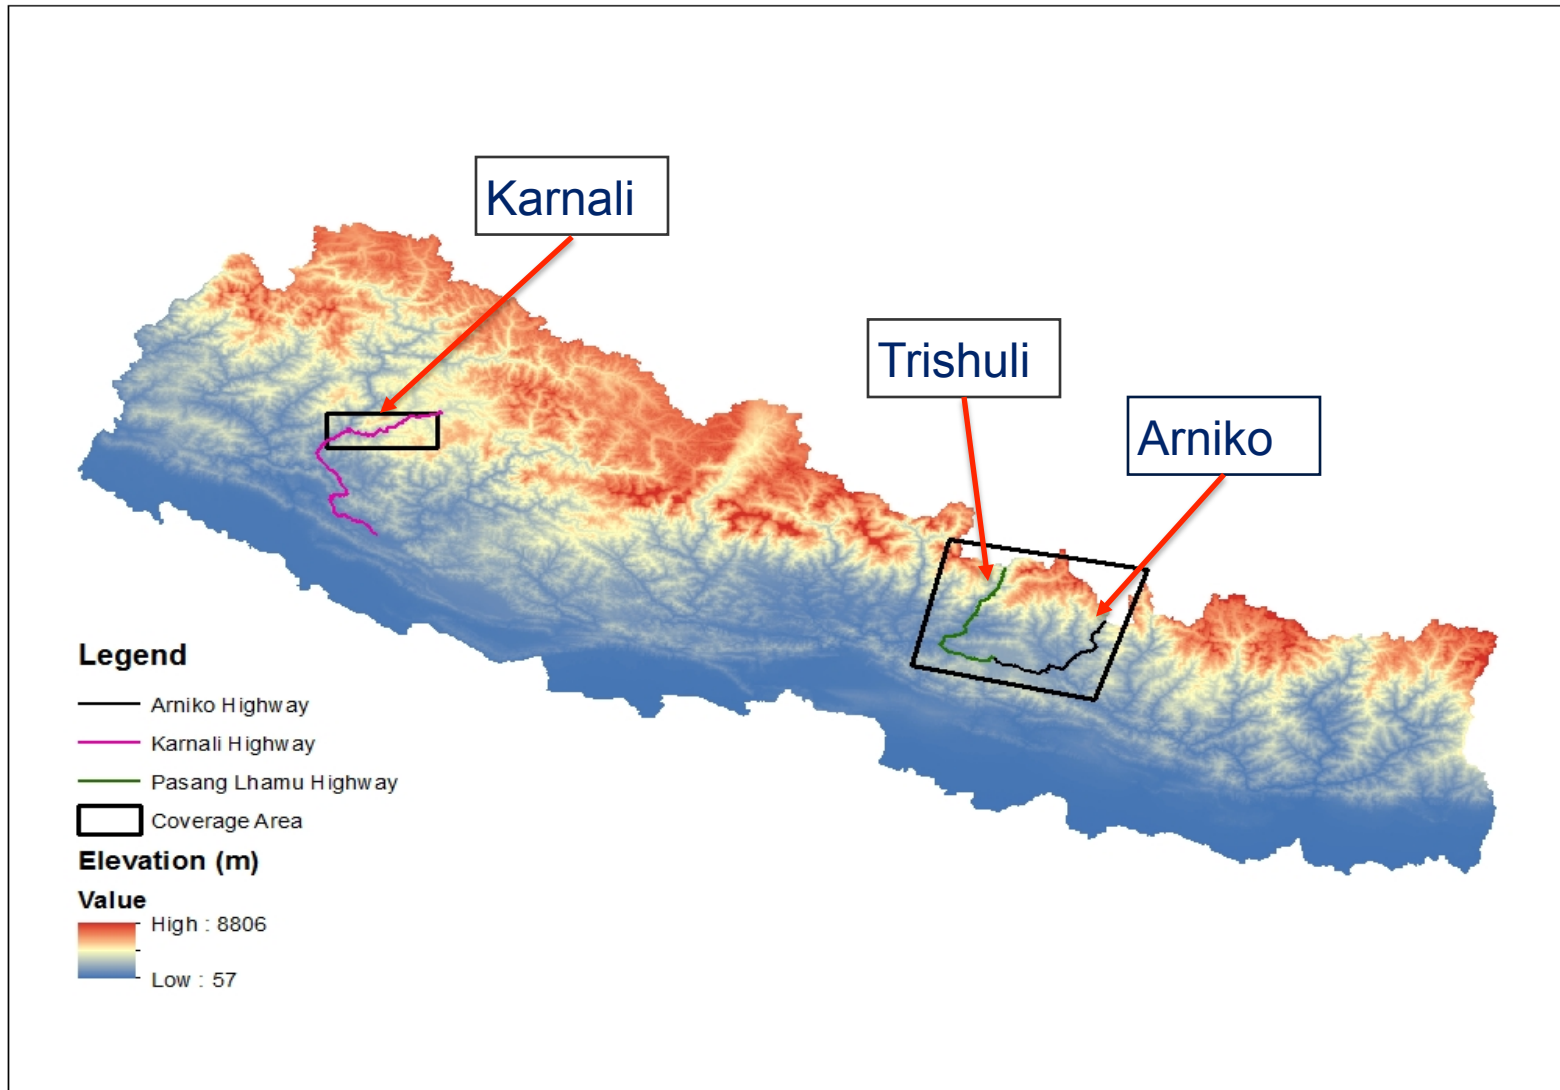 Karnali
Trishuli
Arniko
Legend
Arniko Highway
Karnali Highway
Pasang Lhamu Highway
Coverage Area
Elevation (m)
Value
High : 8806
Low : 57